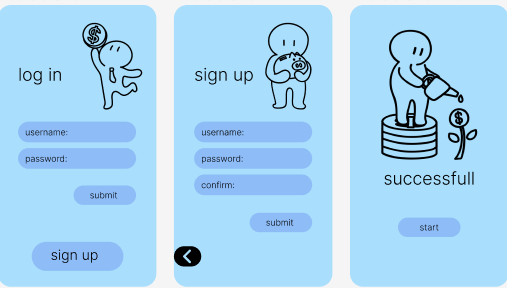 $
log in
username:
password:
submit
sign up
sign up
username:
password:
confirm:
submit
$
successfull
start